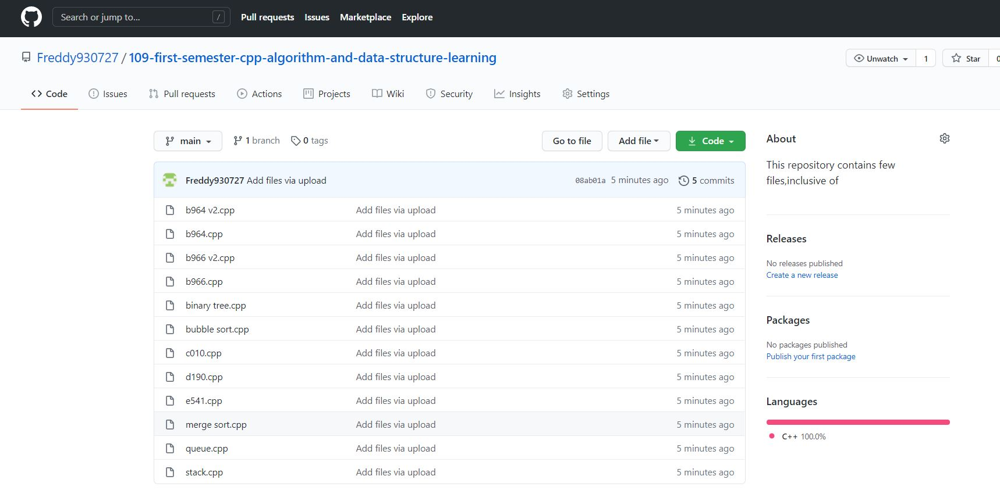 Search or jump to... / Pull requests Issues Marketplace Explore
Freddy930727 / 109-first-semester-cpp-algorithm-and-data-structure-learning Unwatch 1 Star 0
Code Issues Pull requests Actions Projects Wiki Security Insights Settings
main 1 branch 0 tags Go to file Add file Code
Freddy930727 Add files via upload 08ab01a 5 minutes ago 5 commits
b964 v2.cpp Add files via upload 5 minutes ago
b964.cpp Add files via upload 5 minutes ago
b966 v2.cpp Add files via upload 5 minutes ago
b966.cpp Add files via upload 5 minutes ago
binary tree.cpp Add files via upload 5 minutes ago
bubble sort.cpp Add files via upload 5 minutes ago
c010.cpp Add files via upload 5 minutes ago
d190.cpp Add files via upload 5 minutes ago
e541.cpp Add files via upload 5 minutes ago
merge sort.cpp Add files via upload 5 minutes ago
queue.cpp Add files via upload 5 minutes ago
stack.cpp Add files via upload 5 minutes ago
About
This repository contains few
files,inclusive of
Releases
No releases published
Create a new release
Packages
No packages published
Publish your first package
Languages
C++ 100.0%